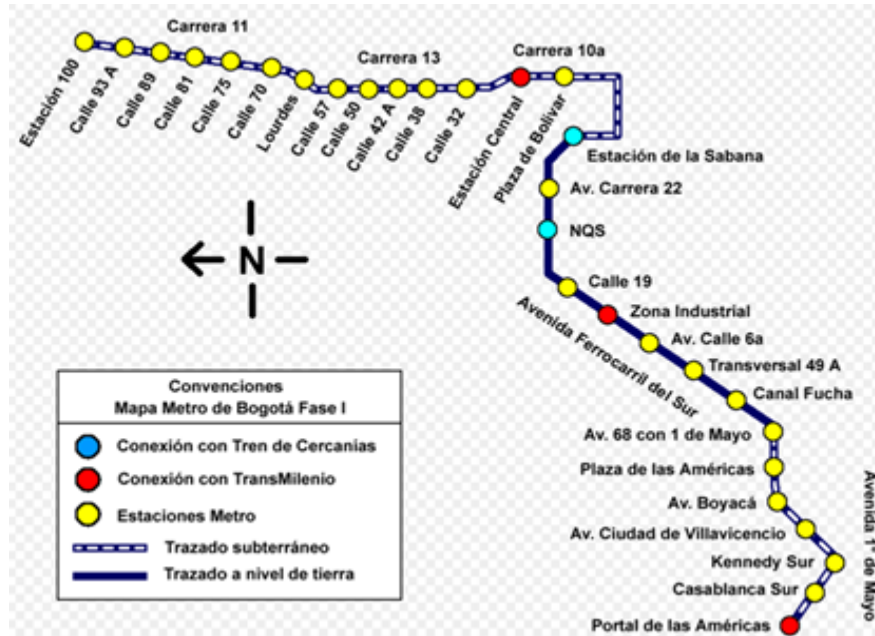 Carrera 11
Carrera 13
Carrera 10a
Estación 100
Calle 93 A
Calle 89
Calle 81
Calle 75
Calle 70
Lourdes
Calle 57
Calle 50
Calle 42 A
Calle 38
Calle 32
Estación Central
Plaza de Bolivar
Estación de la Sabana
Av. Carrera 22
NQS
N
Calle 19
Zona Industrial
Av. Calle 6a
Transversal 49 A
Canal Fucha
Avenida Ferrocarril del Sur
Av. 68 con 1 de Mayo
Plaza de las Américas
Av. Boyacá
Av. Ciudad de Villavicencio
Kennedy Sur
Casablanca Sur
Portal de las Américas
Avenida 1° de Mayo
Convenciones
Mapa Metro de Bogotá Fase I
Conexión con Tren de Cercanias
Conexión con TransMilenio
Estaciones Metro
Trazado subterráneo
Trazado a nivel de tierra